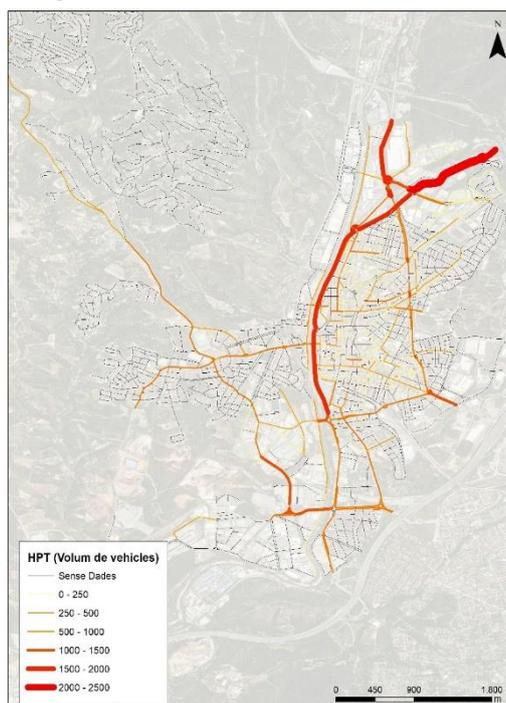 N
HPT (Volum de vehicles)
Sense Dades
0 - 250
250 - 500
500 - 1000
1000 - 1500
1500 - 2000
2000 - 2500
0 450 900 1.800
m